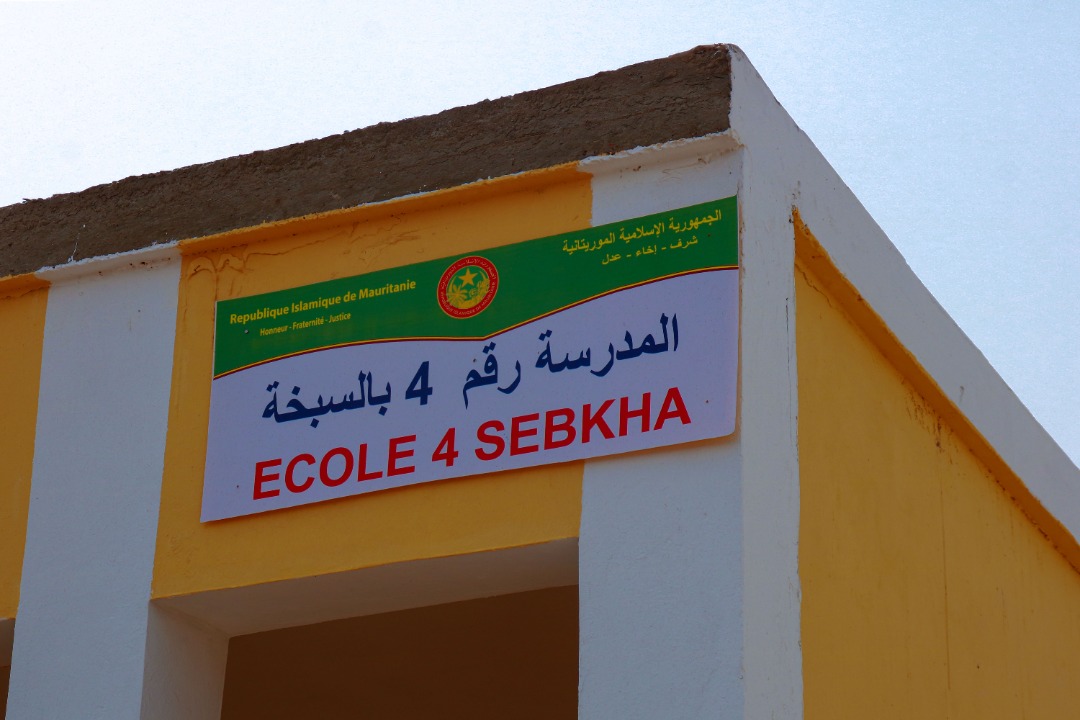 Republique Islamique de Mauritanie
Honneur - Fraternité - Justice
الجمهورية الإسلامية الموريتانية
شرف - إخاء - عدل
المدرسة رقم 4 بالسبخة
ECOLE 4 SEBKHA